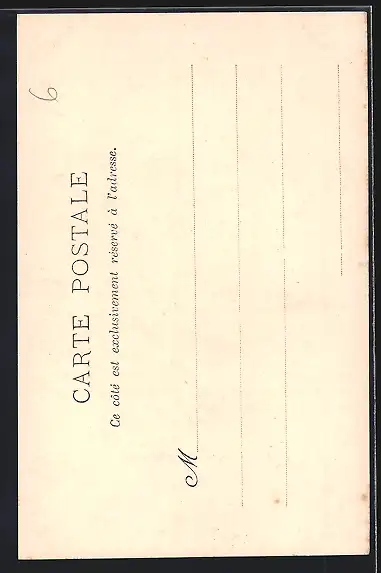 6
CARTE POSTALE
Ce côté est exclusivement réservé à l'adresse.
M